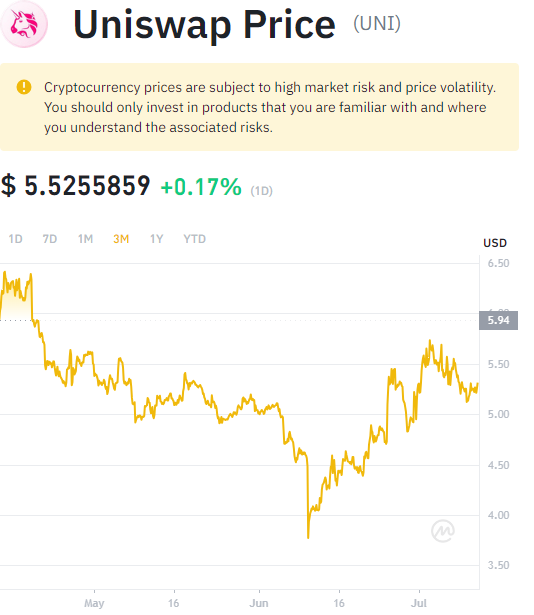 Uniswap Price (UNI)
Cryptocurrency prices are subject to high market risk and price volatility.
You should only invest in products that you are familiar with and where
you understand the associated risks.
$ 5.5255859 +0.17% (1D)
1D 7D 1M 3M 1Y YTD
USD
6.50
5.94
5.50
5.00
4.50
4.00
3.50
May 16 Jun 16 Jul